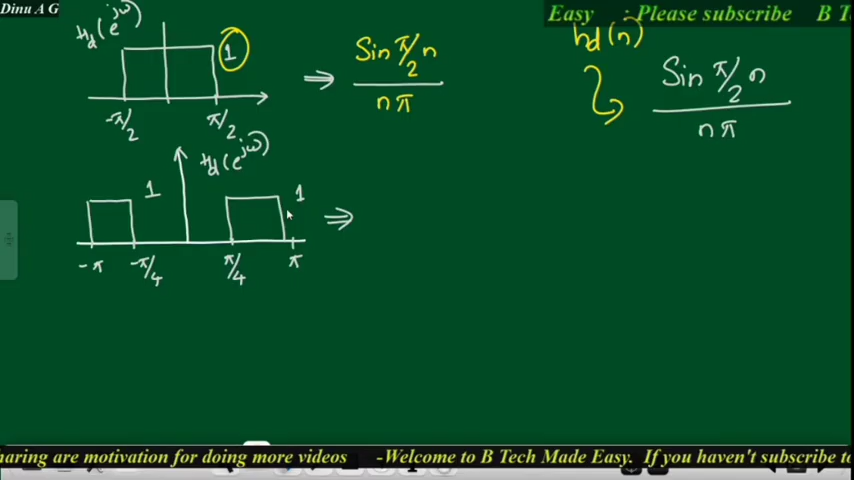 Dinu A G
Easy : Please subscribe B T
Hd(e^jω)
1
-π/2
π/2
⇒
Sin π/2 n
nπ
hd(n)
Sin π/2 n
nπ
Hd(e^jω)
1
1
-π
-π/4
π/4
π
⇒
haring are motivation for doing more videos -Welcome to B Tech Made Easy. If you haven't subscribe to